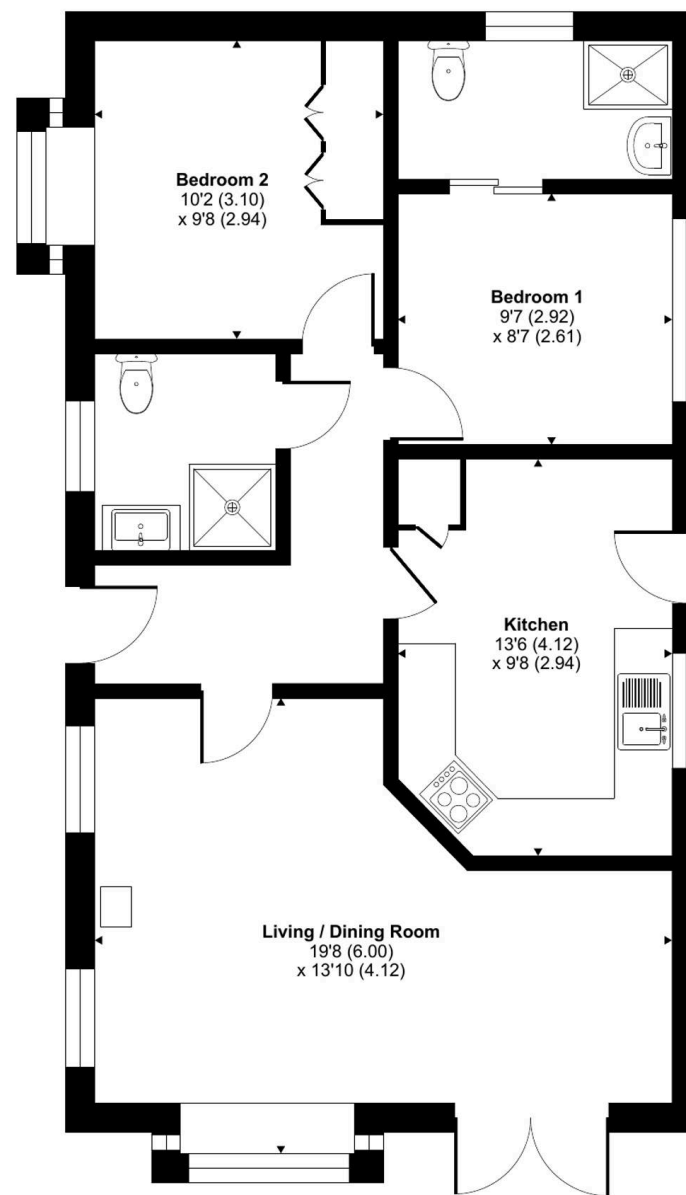 Bedroom 2
10'2 (3.10)
x 9'8 (2.94)
Bedroom 1
9'7 (2.92)
x 8'7 (2.61)
Kitchen
13'6 (4.12)
x 9'8 (2.94)
Living / Dining Room
19'8 (6.00)
x 13'10 (4.12)